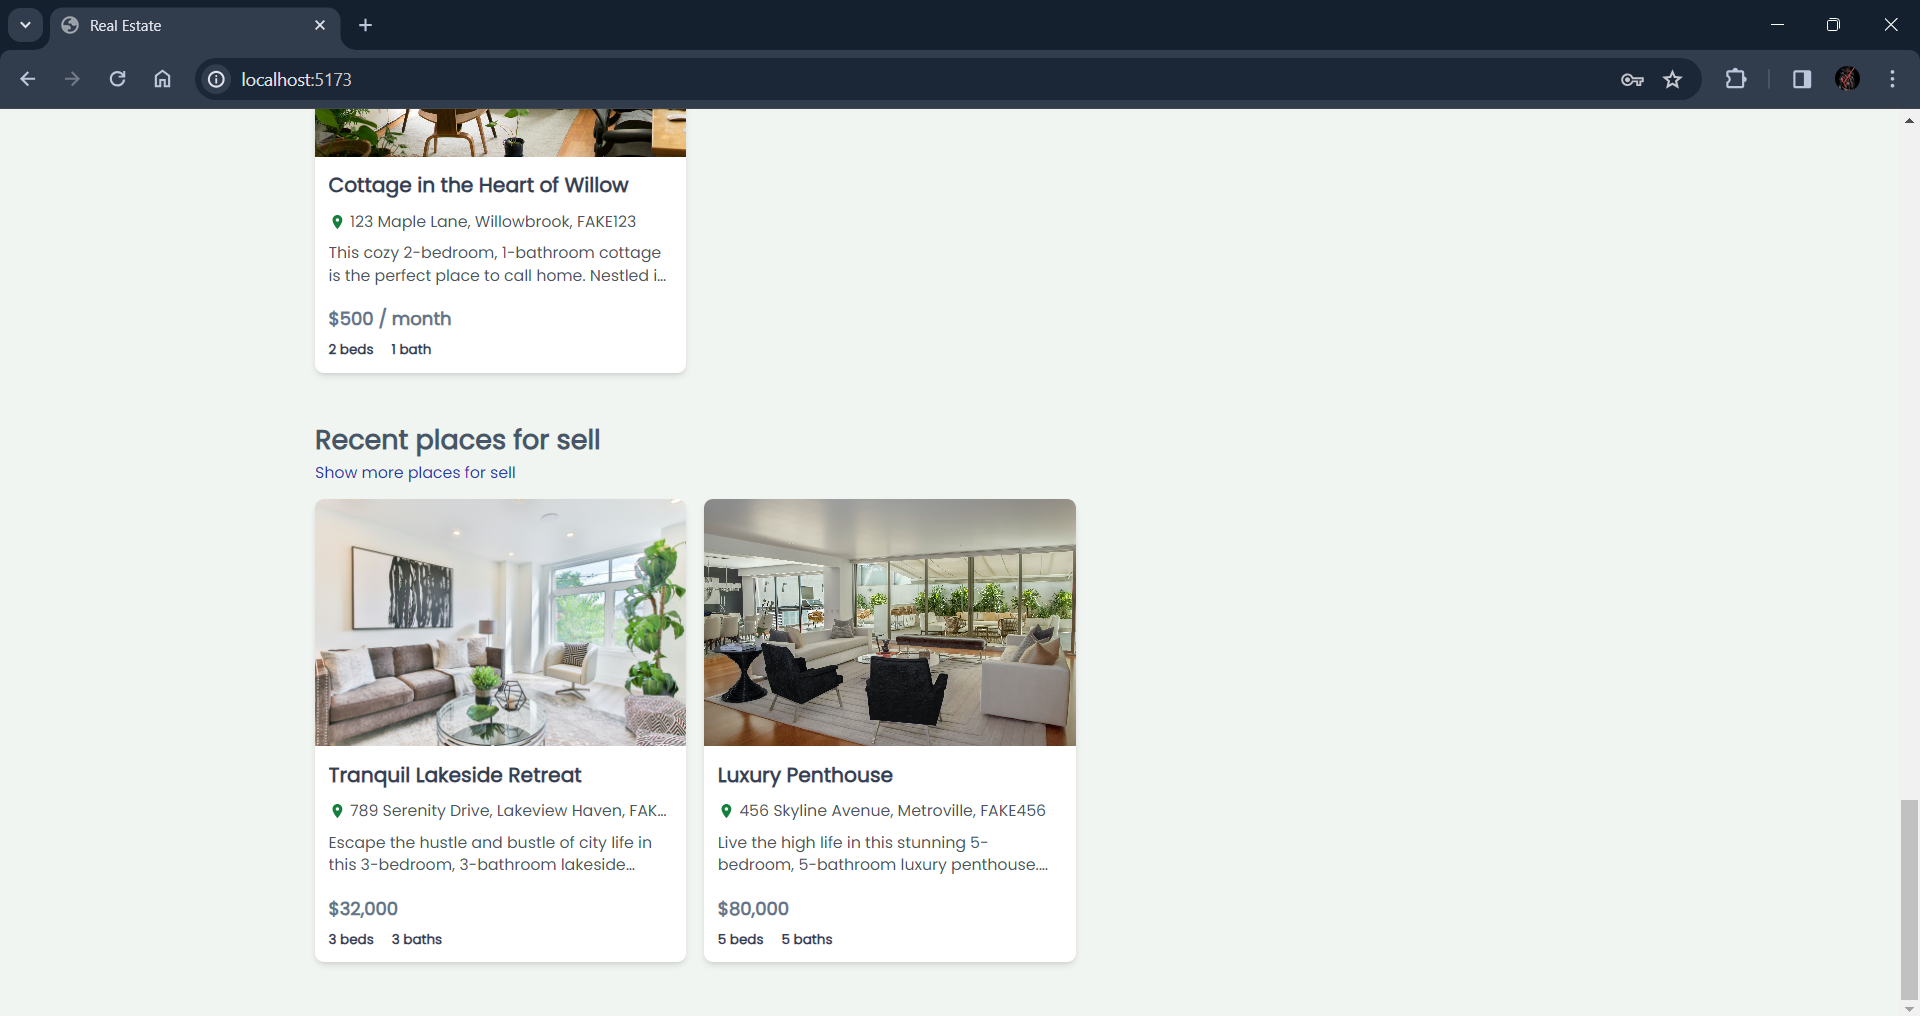 Real Estate
localhost:5173
Cottage in the Heart of Willow
123 Maple Lane, Willowbrook, FAKE123
This cozy 2-bedroom, 1-bathroom cottage
is the perfect place to call home. Nestled i...
$500 / month
2 beds 1 bath
Recent places for sell
Show more places for sell
Tranquil Lakeside Retreat
789 Serenity Drive, Lakeview Haven, FAK...
Escape the hustle and bustle of city life in
this 3-bedroom, 3-bathroom lakeside...
$32,000
3 beds 3 baths
Luxury Penthouse
456 Skyline Avenue, Metroville, FAKE456
Live the high life in this stunning 5-
bedroom, 5-bathroom luxury penthouse....
$80,000
5 beds 5 baths